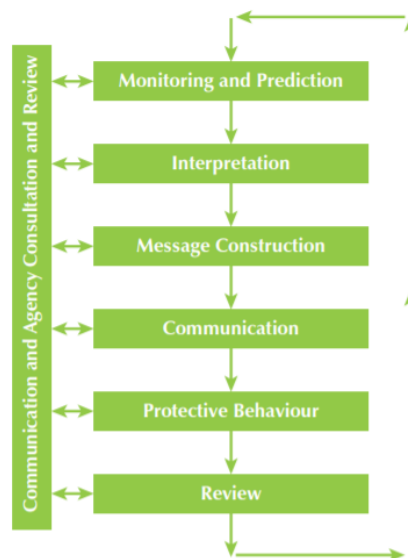 Communication and Agency Consultation and Review
Monitoring and Prediction
Interpretation
Message Construction
Communication
Protective Behaviour
Review